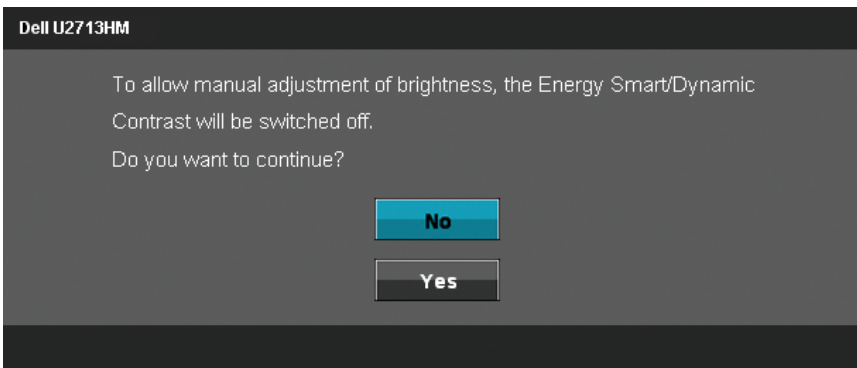 Dell U2713HM
To allow manual adjustment of brightness, the Energy Smart/Dynamic
Contrast will be switched off.
Do you want to continue?
No
Yes